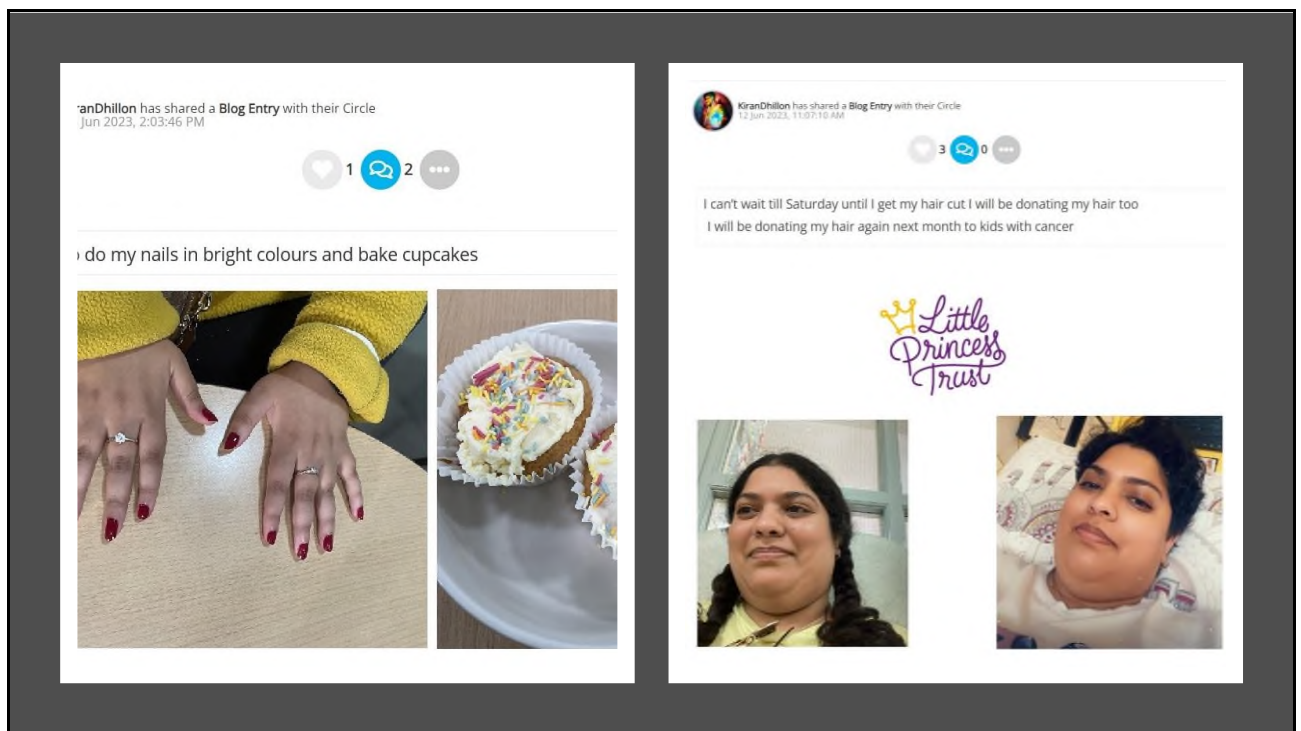 ranDhillon has shared a Blog Entry with their Circle
Jun 2023, 2:03:46 PM
1 2
do my nails in bright colours and bake cupcakes
KiranDhillon has shared a Blog Entry with their Circle
12 Jun 2023, 11:07:10 AM
3 0
I can't wait till Saturday until I get my hair cut I will be donating my hair too
I will be donating my hair again next month to kids with cancer
Little
Princess
Trust